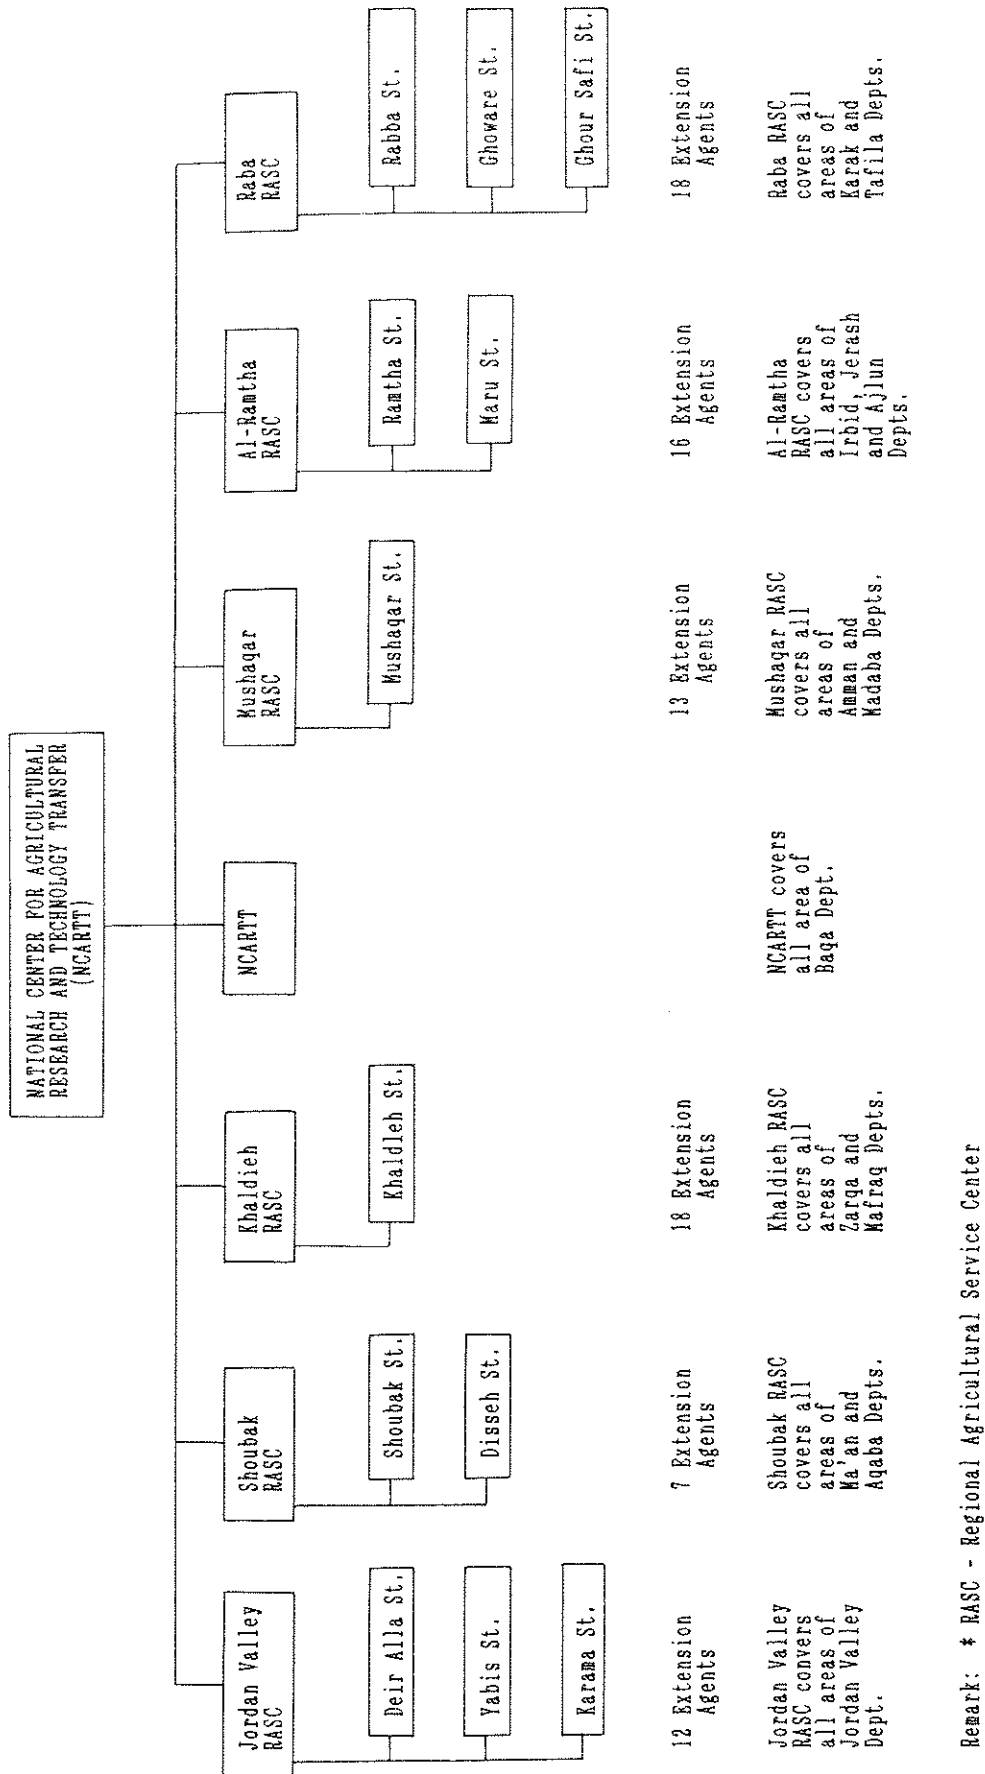 NATIONAL CENTER FOR AGRICULTURAL
RESEARCH AND TECHNOLOGY TRANSFER
(NCARTT)
Jordan Valley
RASC
Deir Alla St.
Yabis St.
Karama St.
12 Extension
Agents
Jordan Valley
RASC convers
all areas of
Jordan Valley
Dept.
Shoubak
RASC
Shoubak St.
Disseh St.
7 Extension
Agents
Shoubak RASC
covers all
areas of
Ma'an and
Aqaba Depts.
Khaldieh
RASC
Khaldleh St.
18 Extension
Agents
Khaldieh RASC
covers all
areas of
Zarqa and
Mafraq Depts.
NCARTT
NCARTT covers
all area of
Baqa Dept.
Mushaqar
RASC
Mushaqar St.
13 Extension
Agents
Mushaqar RASC
covers all
areas of
Amman and
Madaba Depts.
Al-Ramtha
RASC
Ramtha St.
Maru St.
16 Extension
Agents
Al-Ramtha
RASC covers
all areas of
Irbid, Jerash
and Ajlun
Depts.
Raba
RASC
Rabba St.
Ghoware St.
Ghour Safi St.
18 Extension
Agents
Raba RASC
covers all
areas of
Karak and
Tafila Depts.
Remark: * RASC - Regional Agricultural Service Center